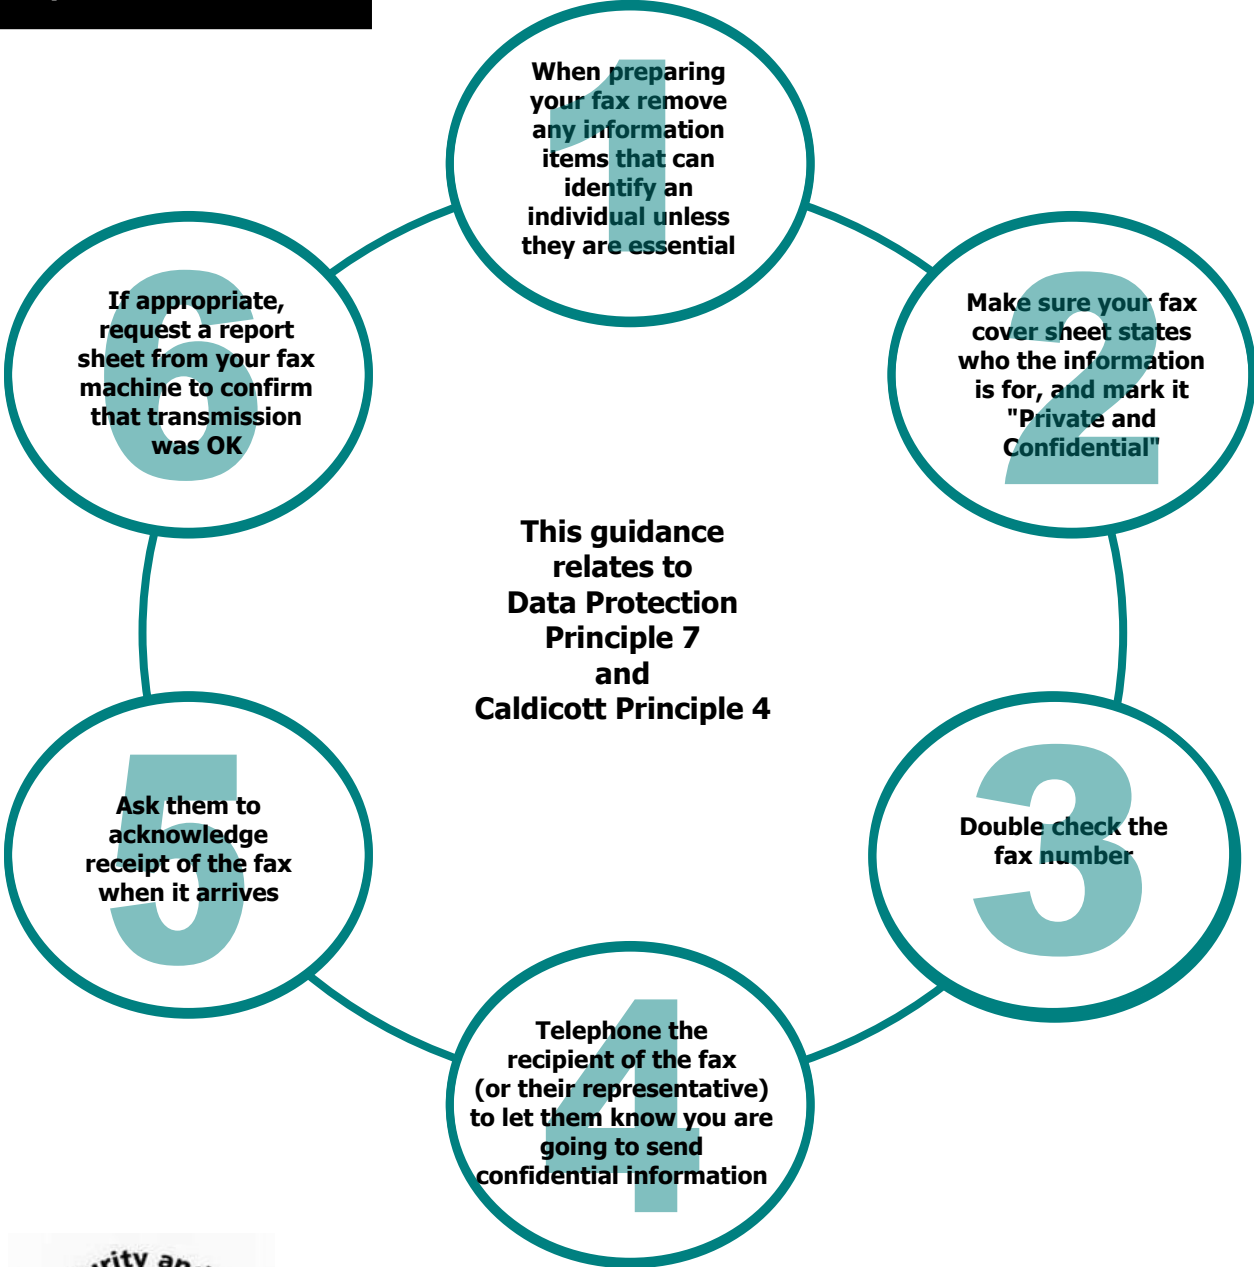 1
When preparing
your fax remove
any information
items that can
identify an
individual unless
they are essential
2
Make sure your fax
cover sheet states
who the information
is for, and mark it
"Private and
Confidential"
3
Double check the
fax number
4
Telephone the
recipient of the fax
(or their representative)
to let them know you are
going to send
confidential information
5
Ask them to
acknowledge
receipt of the fax
when it arrives
6
If appropriate,
request a report
sheet from your fax
machine to confirm
that transmission
was OK
This guidance
relates to
Data Protection
Principle 7
and
Caldicott Principle 4